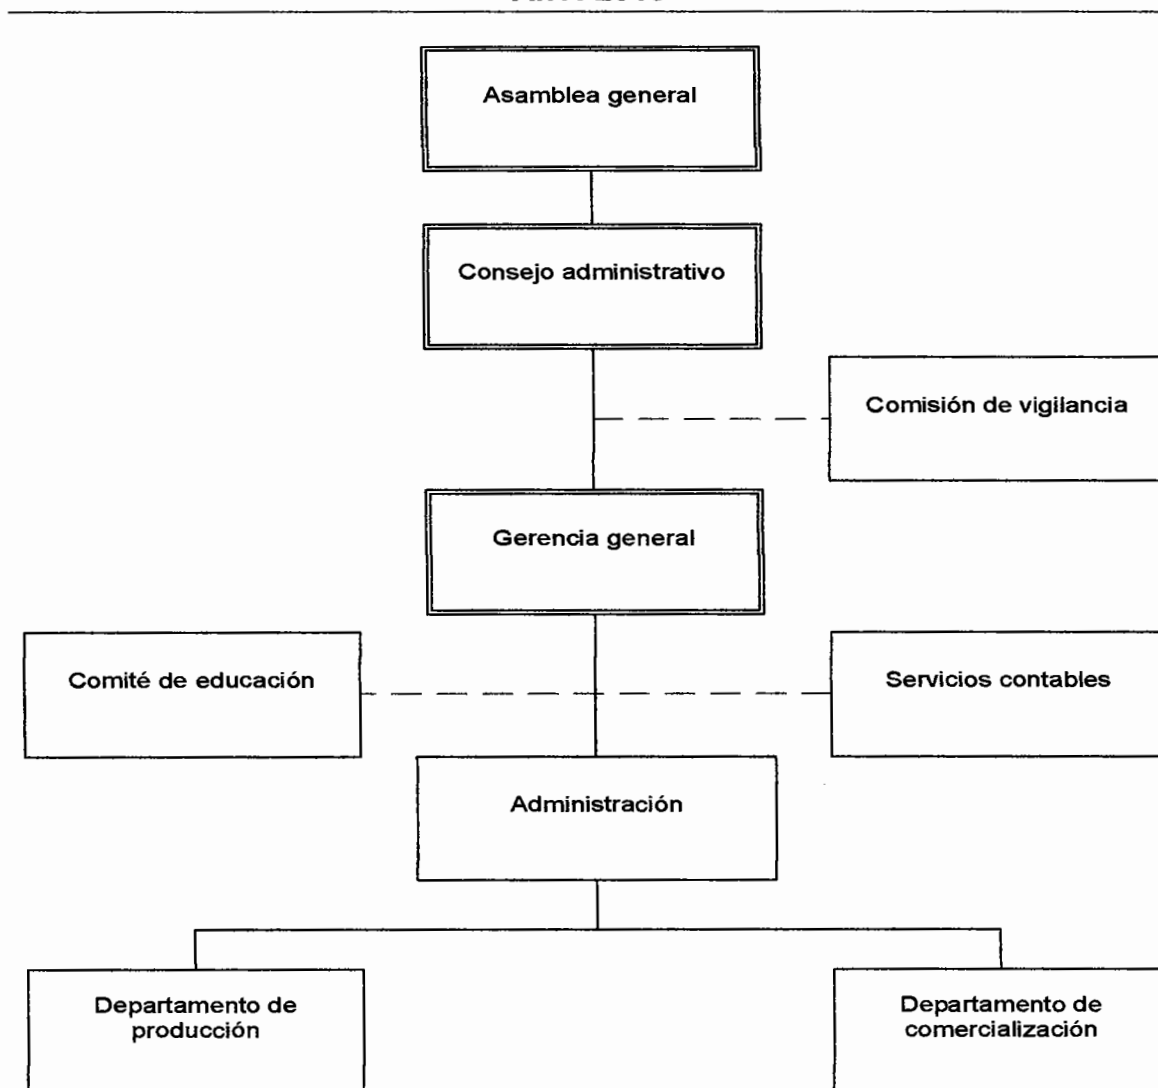 Asamblea general
Consejo administrativo
Comisión de vigilancia
Gerencia general
Comité de educación
Servicios contables
Administración
Departamento de
producción
Departamento de
comercialización